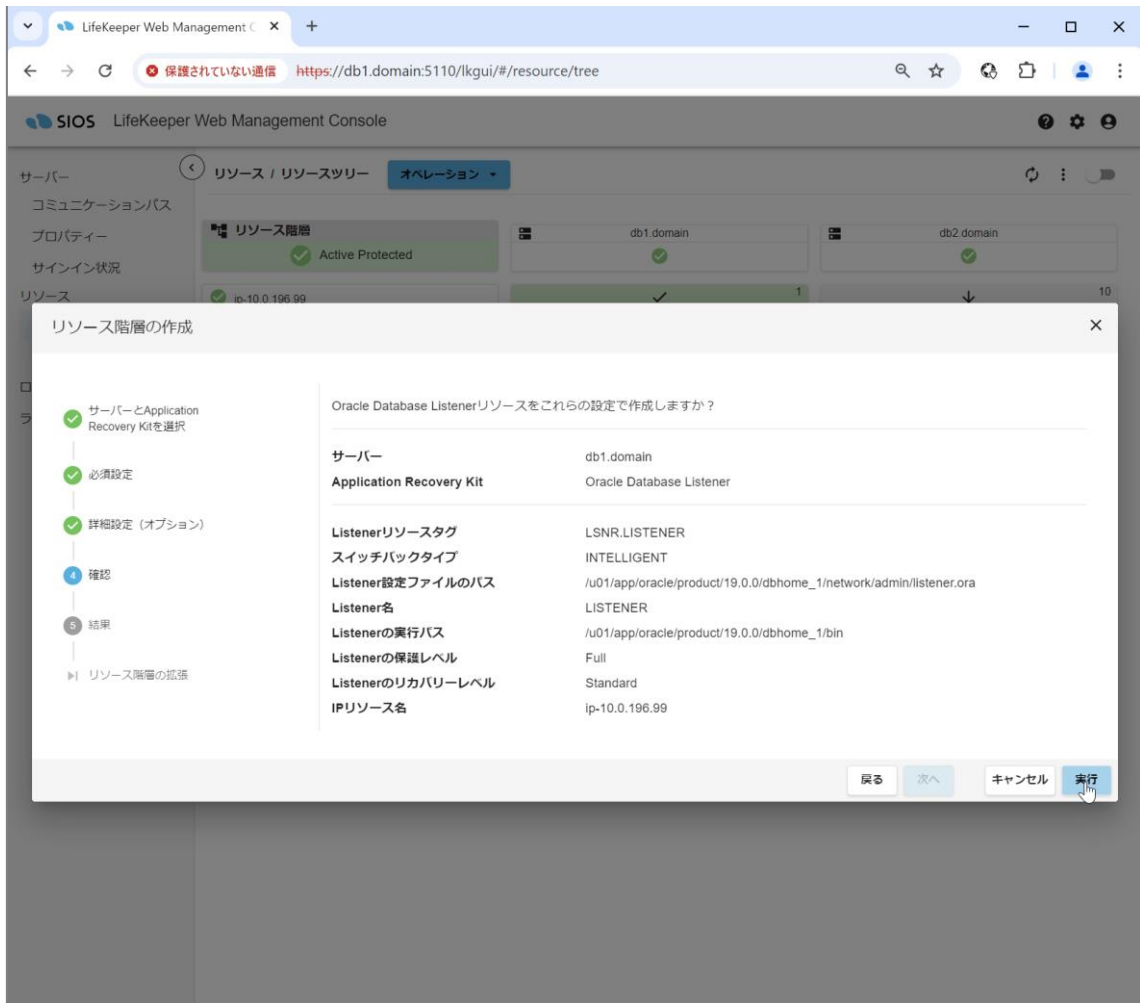 LifeKeeper Web Management C
保護されていない通信 https://db1.domain:5110/lkgui/#/resource/tree
SIOS LifeKeeper Web Management Console
サーバー
コミュニケーションパス
プロパティー
サインイン状況
リソース
リソース / リソースツリー オペレーション
リソース階層 db1.domain db2.domain
Active Protected
ip-10.0.196.99 1 10
リソース階層の作成
サーバーとApplication
Recovery Kitを選択
必須設定
詳細設定（オプション）
4 確認
5 結果
リソース階層の拡張
Oracle Database Listenerリソースをこれらの設定で作成しますか？
サーバー db1.domain
Application Recovery Kit Oracle Database Listener
Listenerリソースタグ LSNR.LISTENER
スイッチバックタイプ INTELLIGENT
Listener設定ファイルのパス /u01/app/oracle/product/19.0.0/dbhome_1/network/admin/listener.ora
Listener名 LISTENER
Listenerの実行パス /u01/app/oracle/product/19.0.0/dbhome_1/bin
Listenerの保護レベル Full
Listenerのリカバリーレベル Standard
IPリソース名 ip-10.0.196.99
戻る 次へ キャンセル 実行